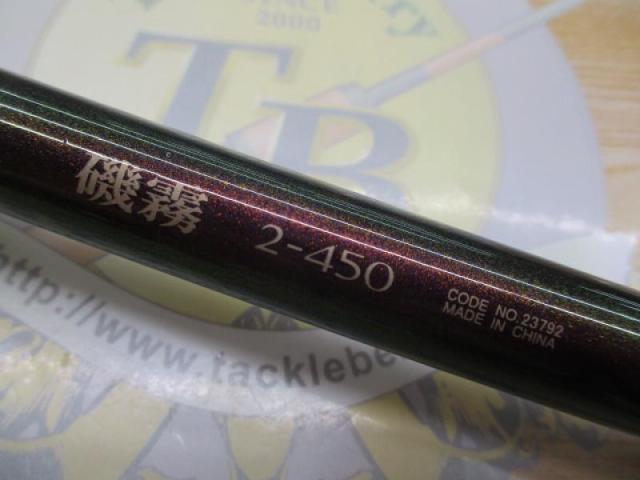 SINCE
2000
TB
磯霧 2-450
CODE NO.23792
MADE IN CHINA
http://
www.tacklebe